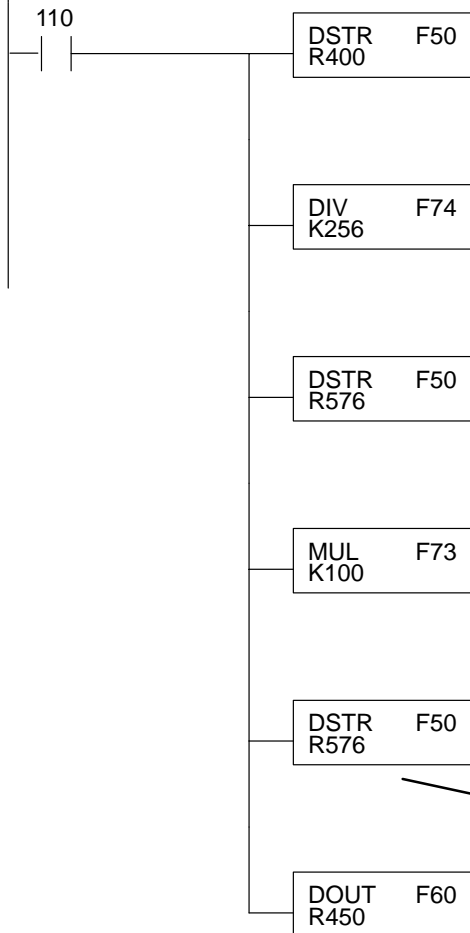 110
DSTR F50
R400
DIV F74
K256
DSTR F50
R576
MUL F73
K100
DSTR F50
R576
DOUT F60
R450